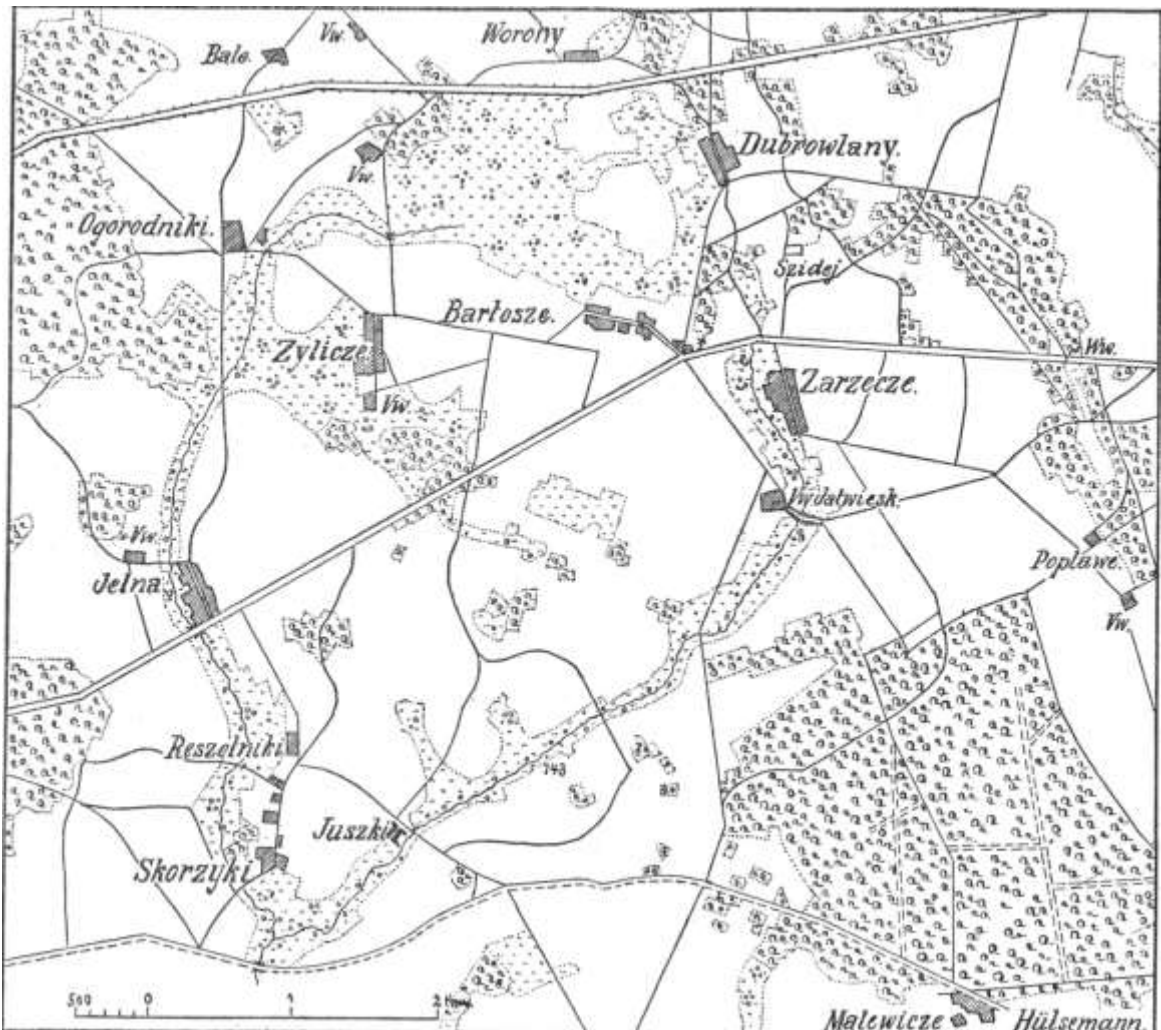 Vw.
Worony
Bale.
Dubrowlany.
Vw.
Ogorodniki.
Szidej
Bartosze.
Zylicze
Ww.
Zarzecze.
Vw
Vw
Jelna
Poplawe.
Vw.
Reszelniki
143
Juszki
Skorzyki
500 0 1 2
Malewicze Hülsemann.